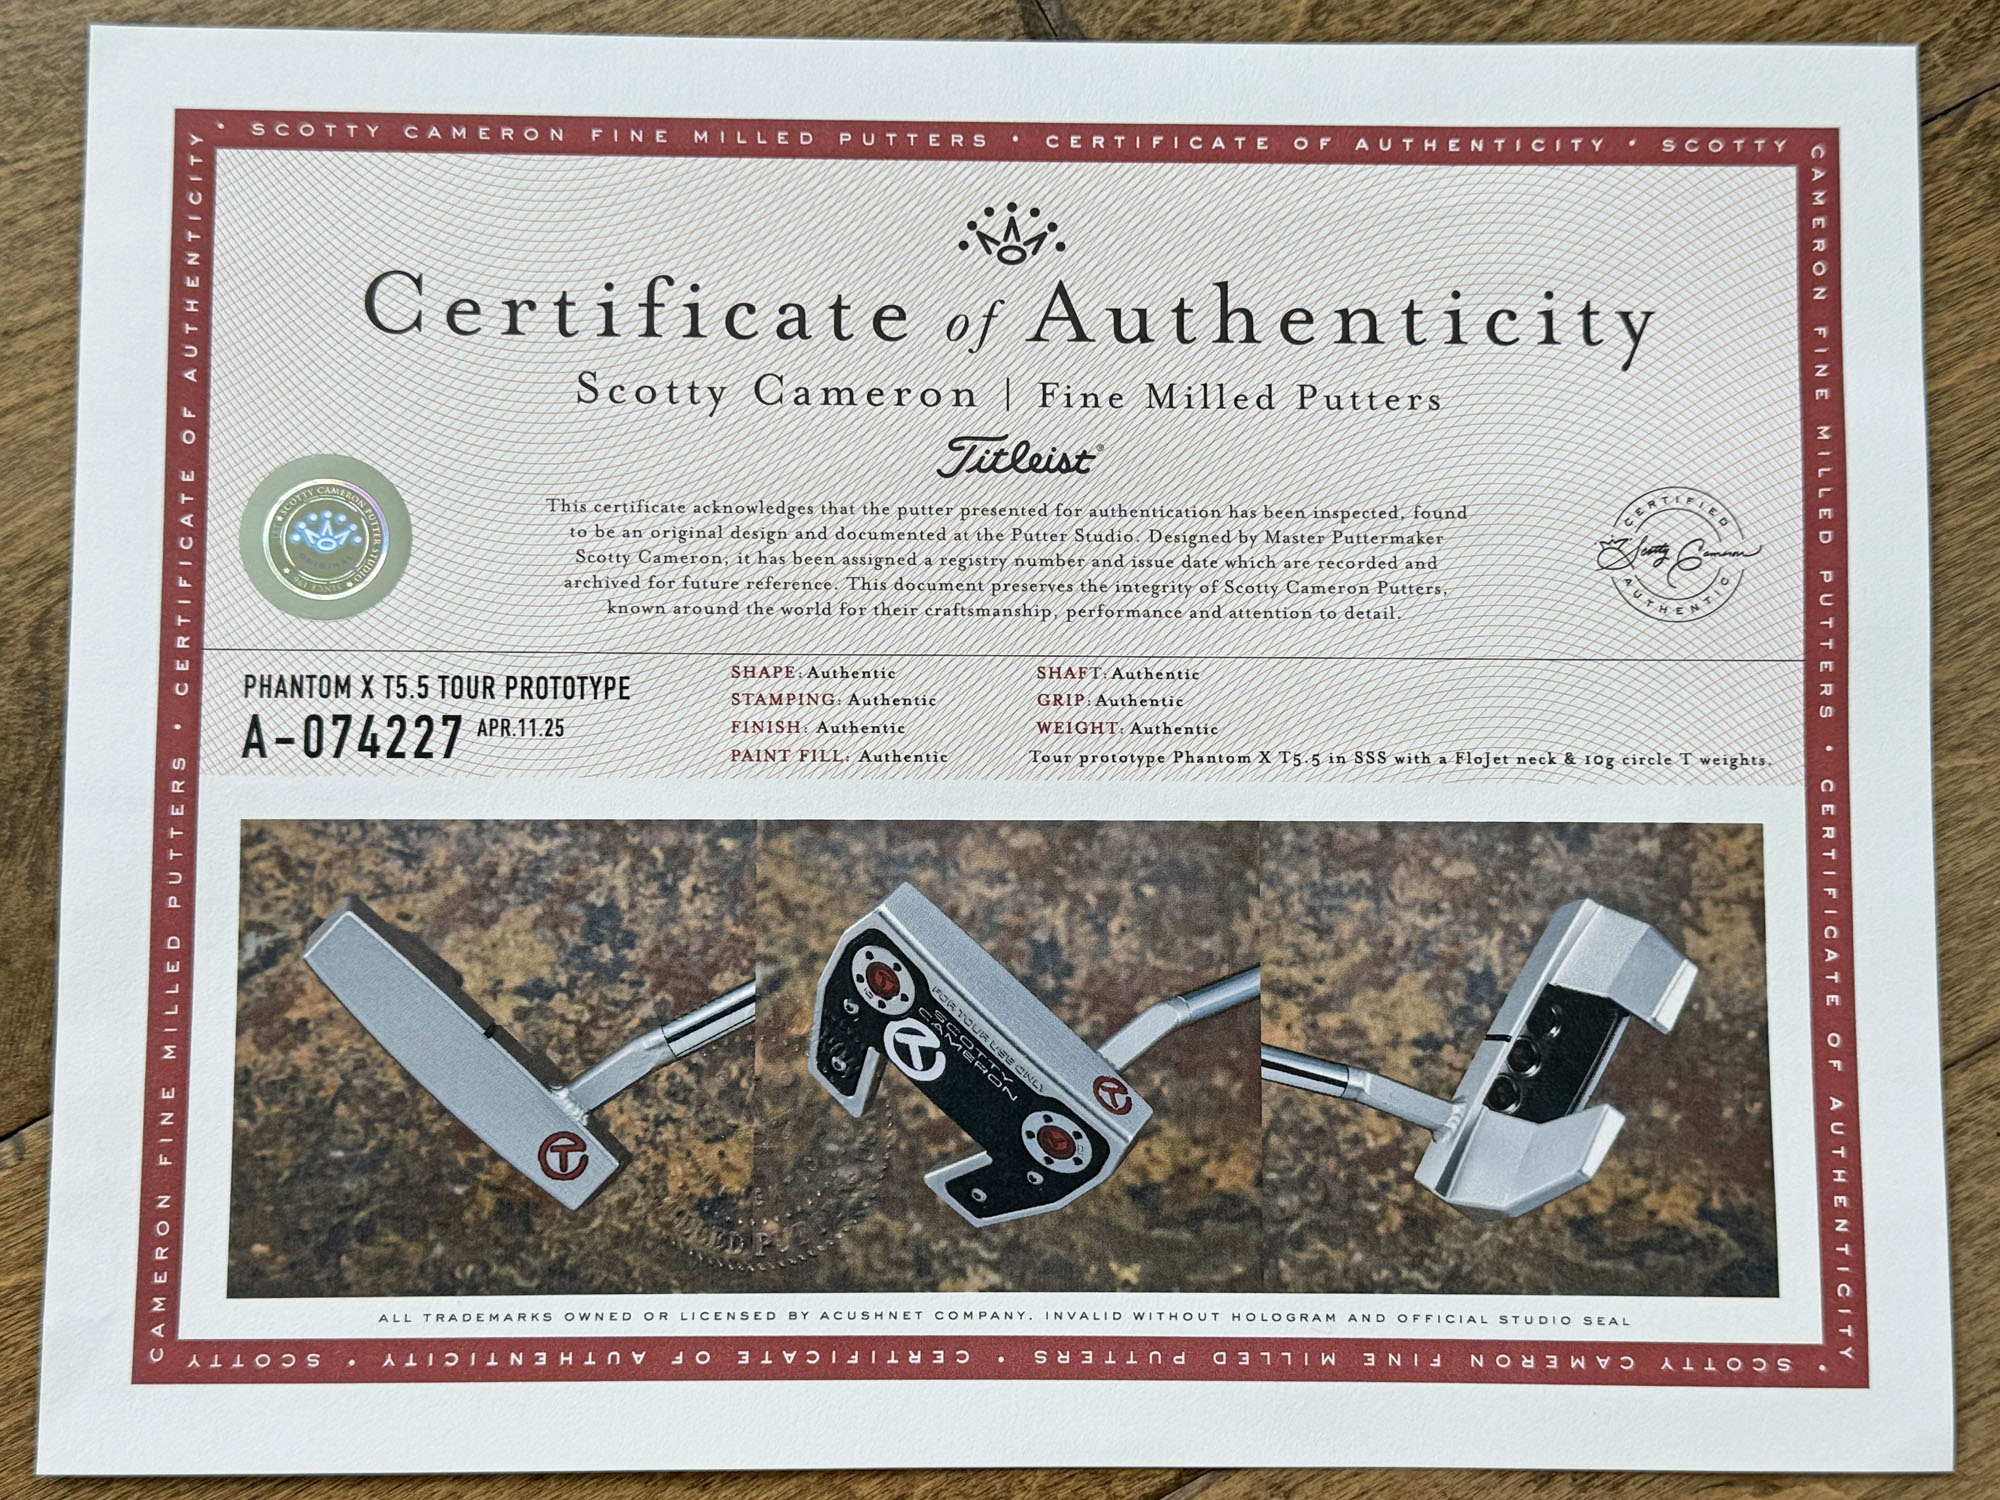 • SCOTTY CAMERON FINE MILLED PUTTERS • CERTIFICATE OF AUTHENTICITY • SCOTTY
CAMERON FINE MILLED PUTTERS • CERTIFICATE OF AUTHENTICITY
CAMERON FINE MILLED PUTTERS • CERTIFICATE OF AUTHENTICITY
Certificate of Authenticity
Scotty Cameron | Fine Milled Putters
Titleist®
SCOTTY CAMERON PUTTER STUDIO
ORIGINAL
SINCE 1996
This certificate acknowledges that the putter presented for authentication has been inspected, found
to be an original design and documented at the Putter Studio. Designed by Master Puttermaker
Scotty Cameron, it has been assigned a registry number and issue date which are recorded and
archived for future reference. This document preserves the integrity of Scotty Cameron Putters,
known around the world for their craftsmanship, performance and attention to detail.
CERTIFIED
Scotty Cameron
AUTHENTIC
PHANTOM X T5.5 TOUR PROTOTYPE
A-074227 APR.11.25
SHAPE: Authentic
STAMPING: Authentic
FINISH: Authentic
PAINT FILL: Authentic
SHAFT: Authentic
GRIP: Authentic
WEIGHT: Authentic
Tour prototype Phantom X T5.5 in SSS with a FloJet neck & 10g circle T weights.
T
FOR TOUR USE ONLY
SCOTTY
CAMERON
T
T
ALL TRADEMARKS OWNED OR LICENSED BY ACUSHNET COMPANY. INVALID WITHOUT HOLOGRAM AND OFFICIAL STUDIO SEAL
• SCOTTY CAMERON FINE MILLED PUTTERS • CERTIFICATE OF AUTHENTICITY • SCOTTY